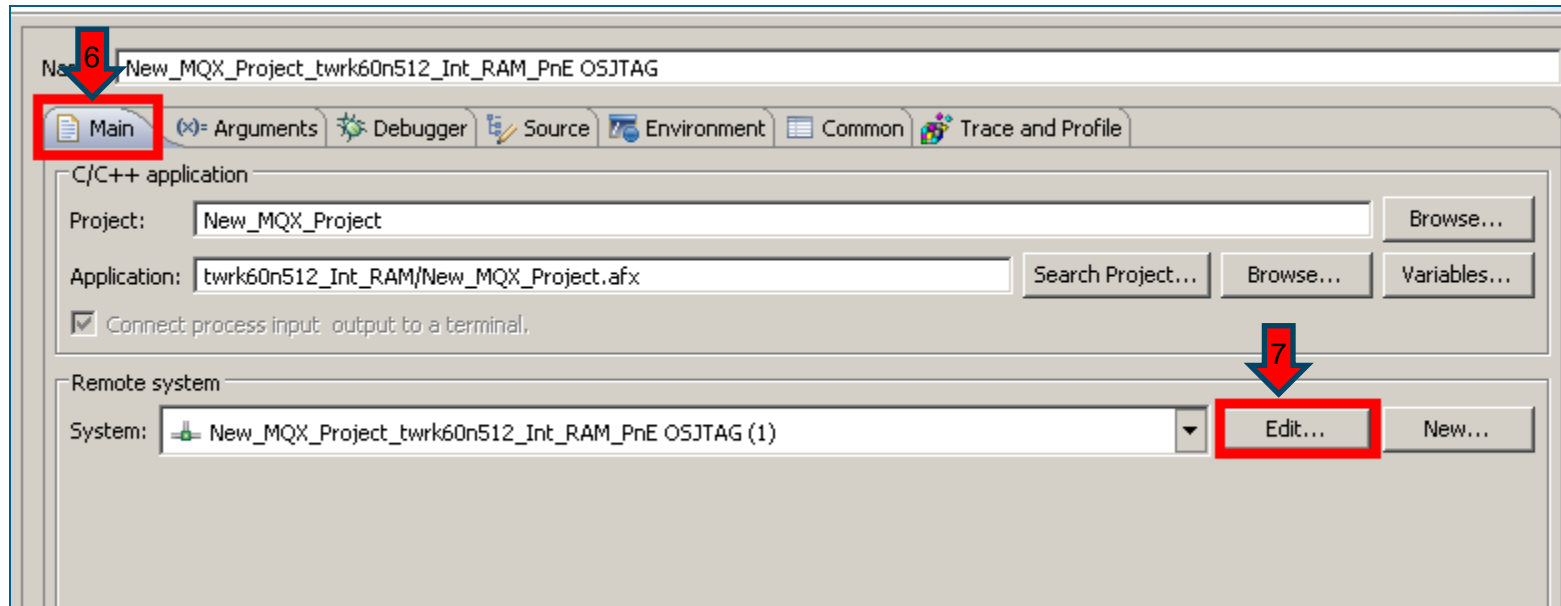 6
Na New_MQX_Project_twrk60n512_Int_RAM_PnE OSJTAG
Main (x)= Arguments Debugger Source Environment Common Trace and Profile
C/C++ application
Project: New_MQX_Project Browse...
Application: twrk60n512_Int_RAM/New_MQX_Project.afx Search Project... Browse... Variables...
Connect process input output to a terminal.
7
Remote system
System: New_MQX_Project_twrk60n512_Int_RAM_PnE OSJTAG (1) Edit... New...